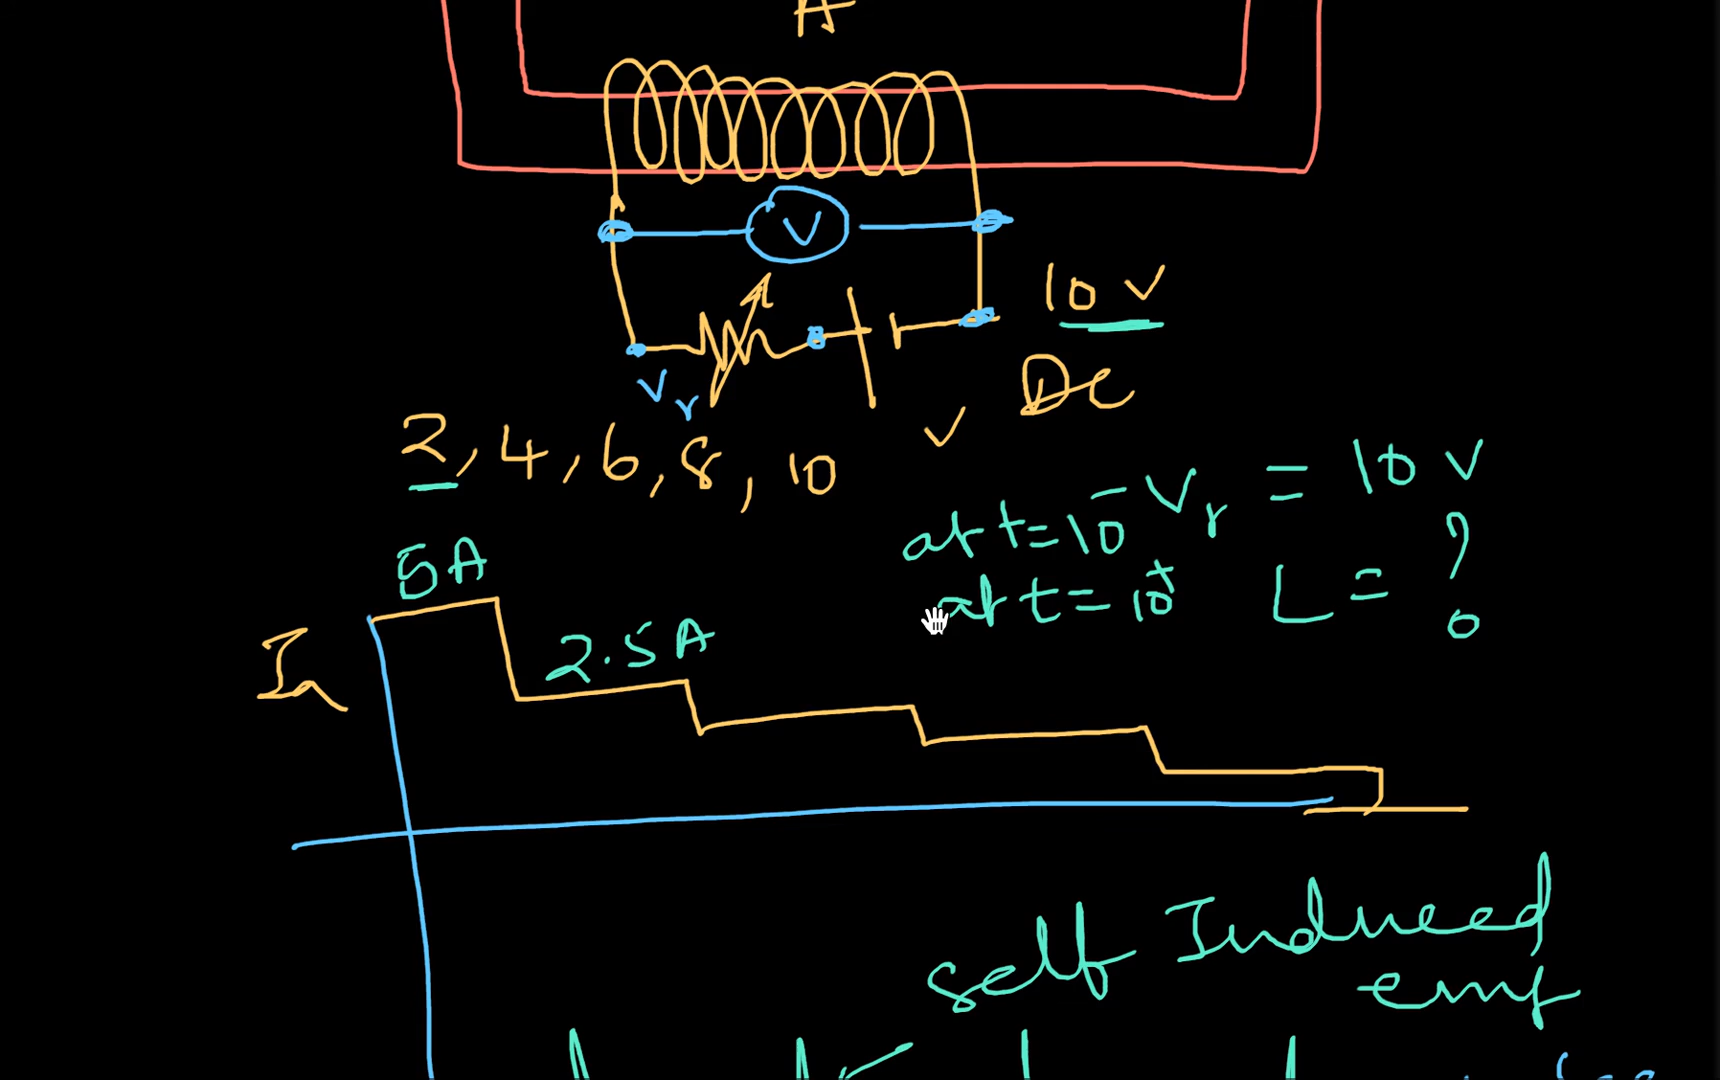 A
V
10 V
DC
Vr
2, 4, 6, 8, 10 ✓
at t=10⁻ Vr = 10 V
at t=10⁺ L = ?
5A
2.5A
self Induced
emf